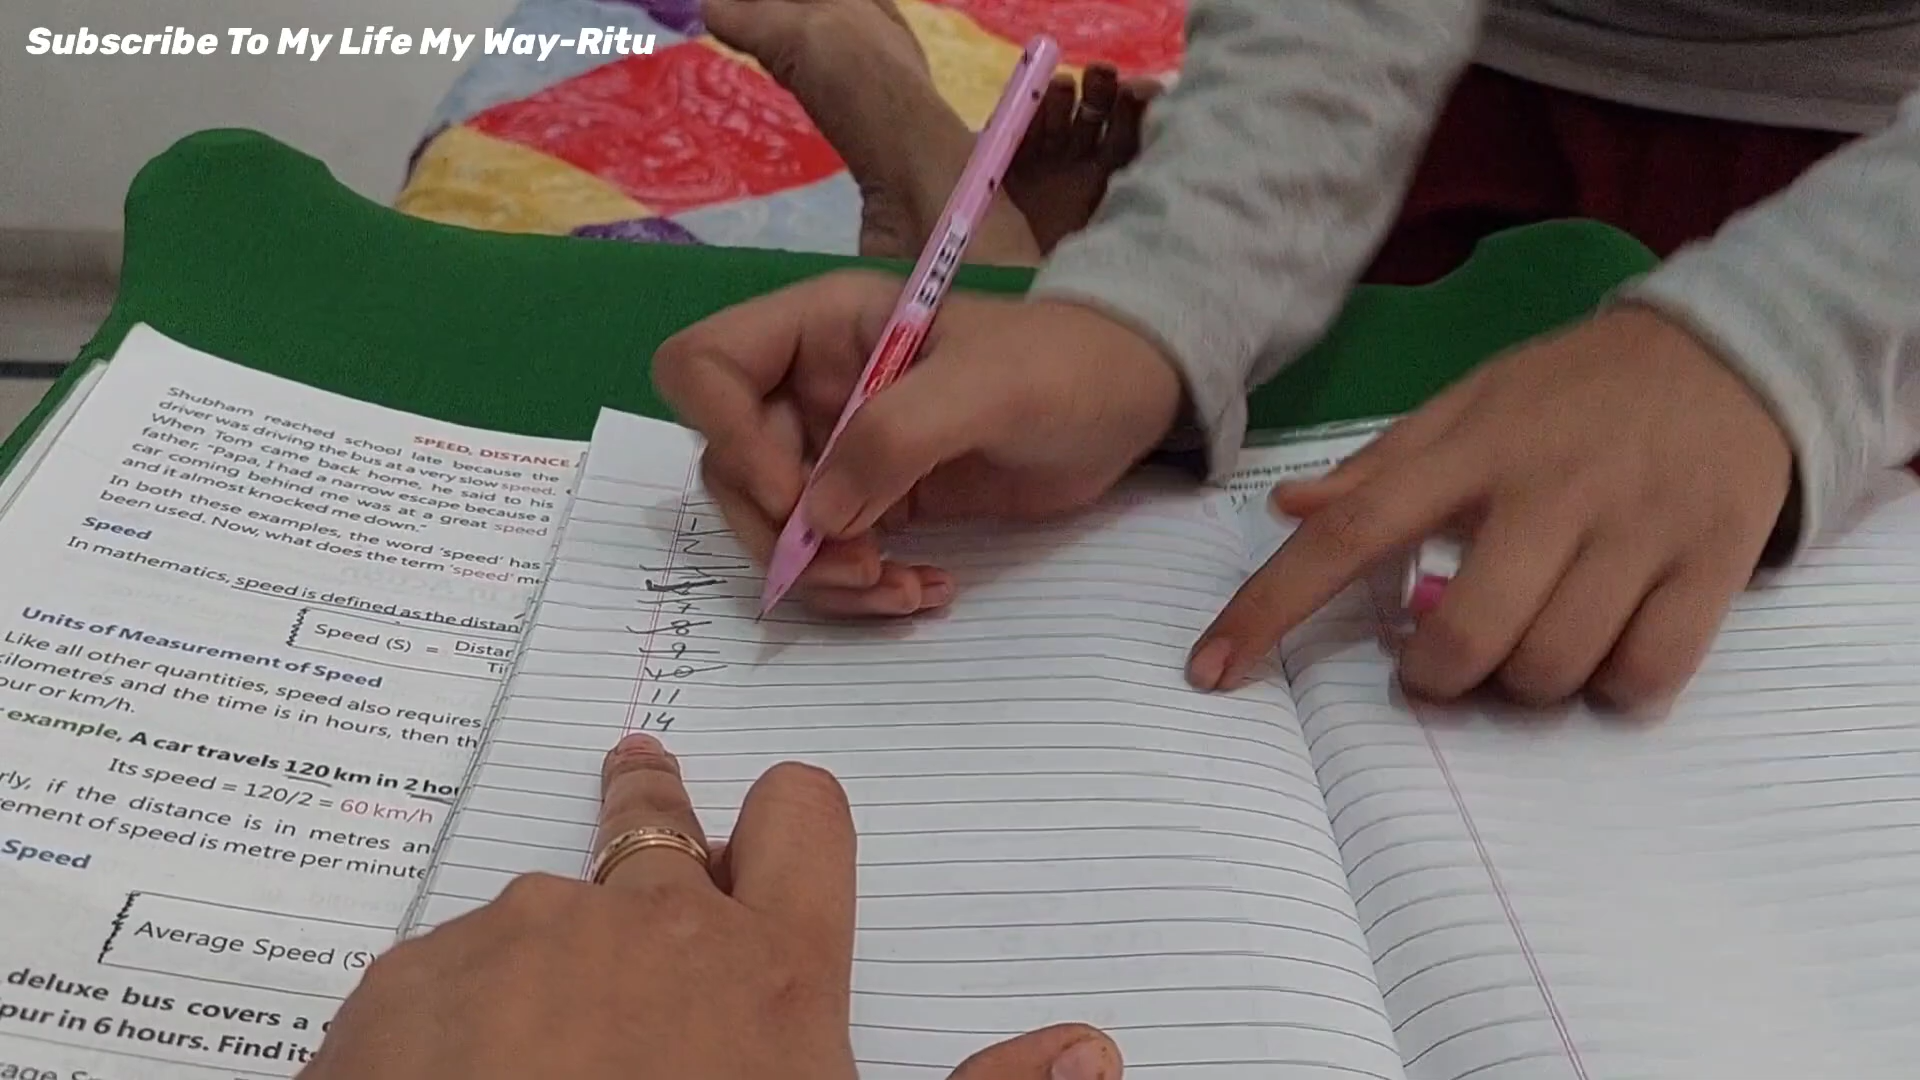 Subscribe To My Life My Way-Ritu
SPEED, DISTANCE
Shubham reached school late because the
driver was driving the bus at a very slow speed.
When Tom came back home, he said to his
father, "Papa, I had a narrow escape because a
car coming behind me was at a great speed
and it almost knocked me down."
In both these examples, the word 'speed' has
been used. Now, what does the term 'speed'
Speed
In mathematics, speed is defined as the distan
Speed (S) = Distan
Ti
Units of Measurement of Speed
Like all other quantities, speed also requires
kilometres and the time is in hours, then th
our or km/h.
example, A car travels 120 km in 2 hou
Its speed = 120/2 = 60 km/h
rly, if the distance is in metres an
rement of speed is metre per minute
Speed
Average Speed (S)
deluxe bus covers a
pur in 6 hours. Find its
rage
1
2
7
8
9
10
11
14
EXEL